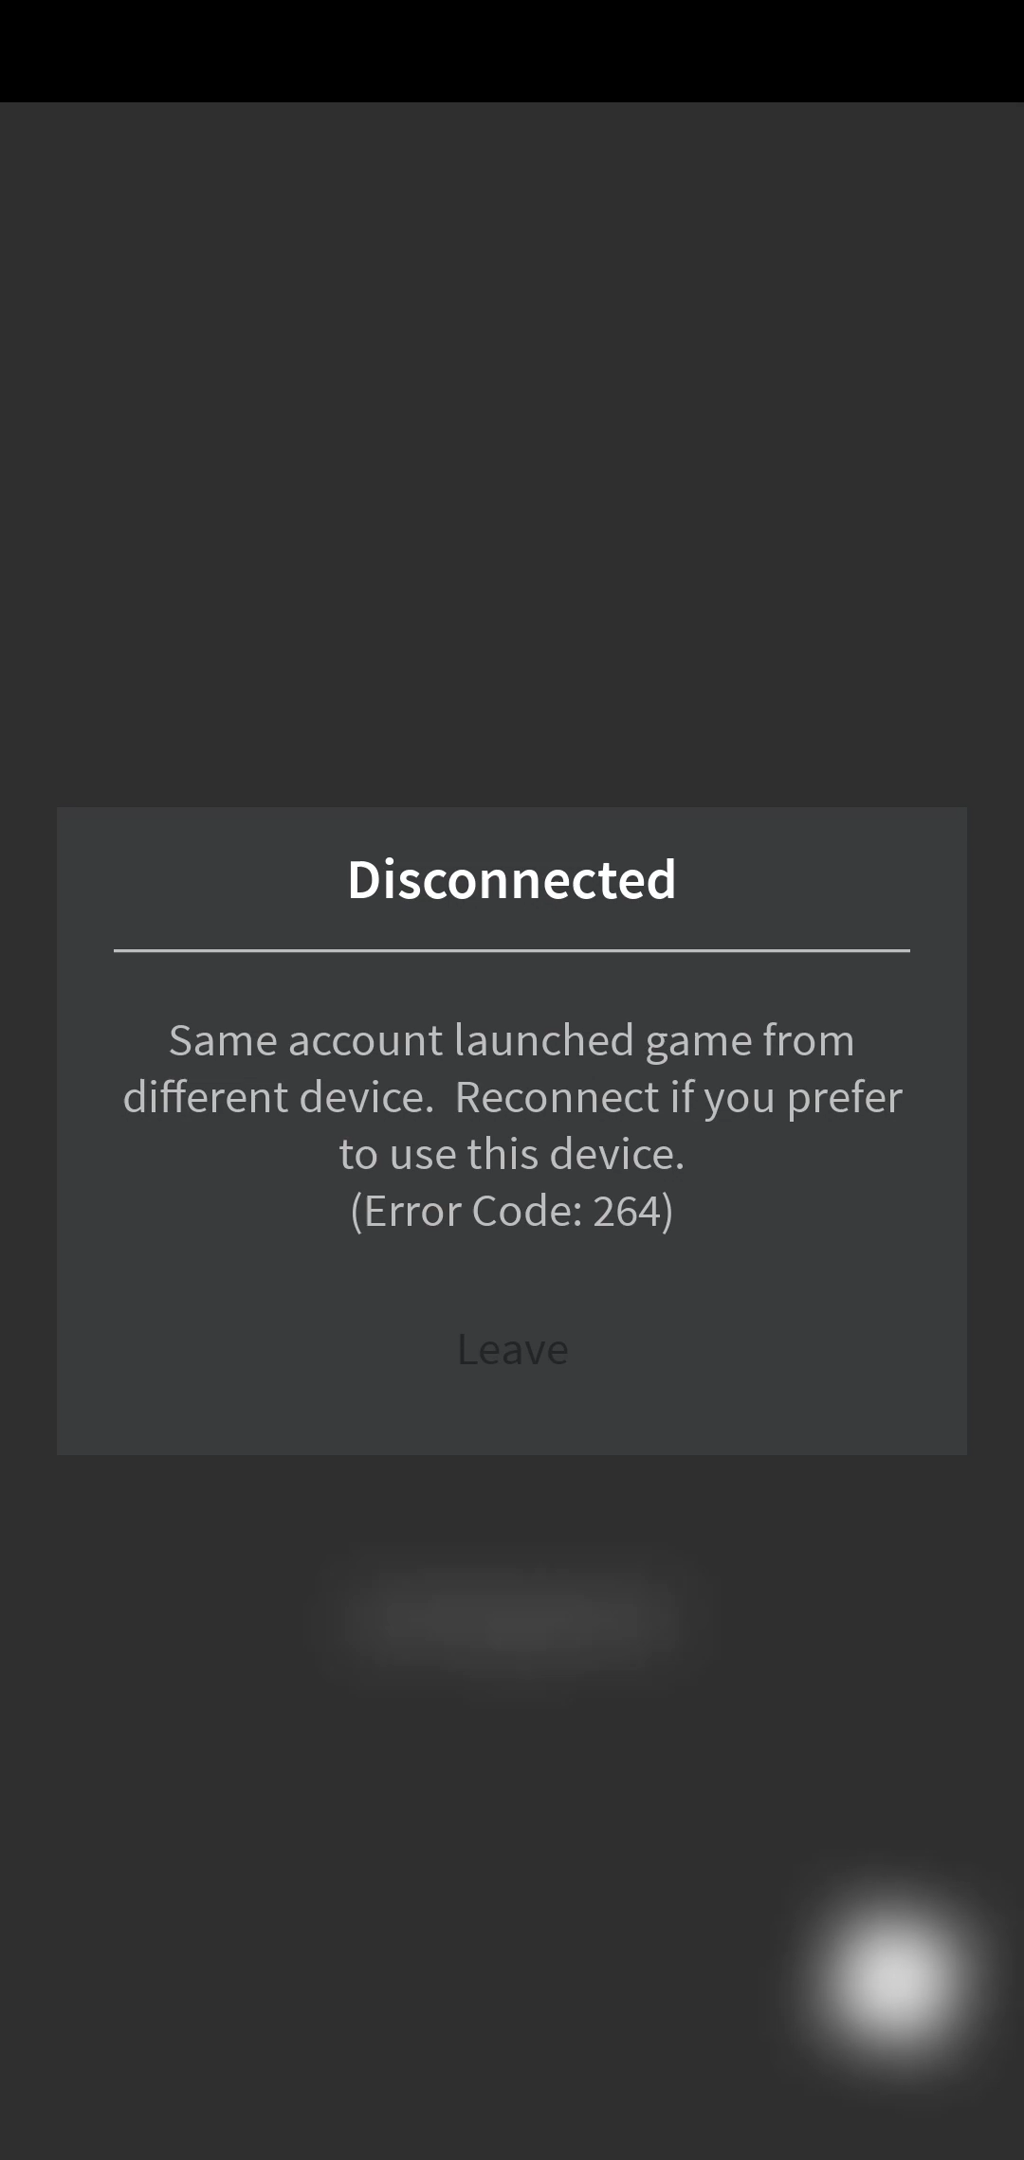 Disconnected
Same account launched game from
different device.  Reconnect if you prefer
to use this device.
(Error Code: 264)
Leave